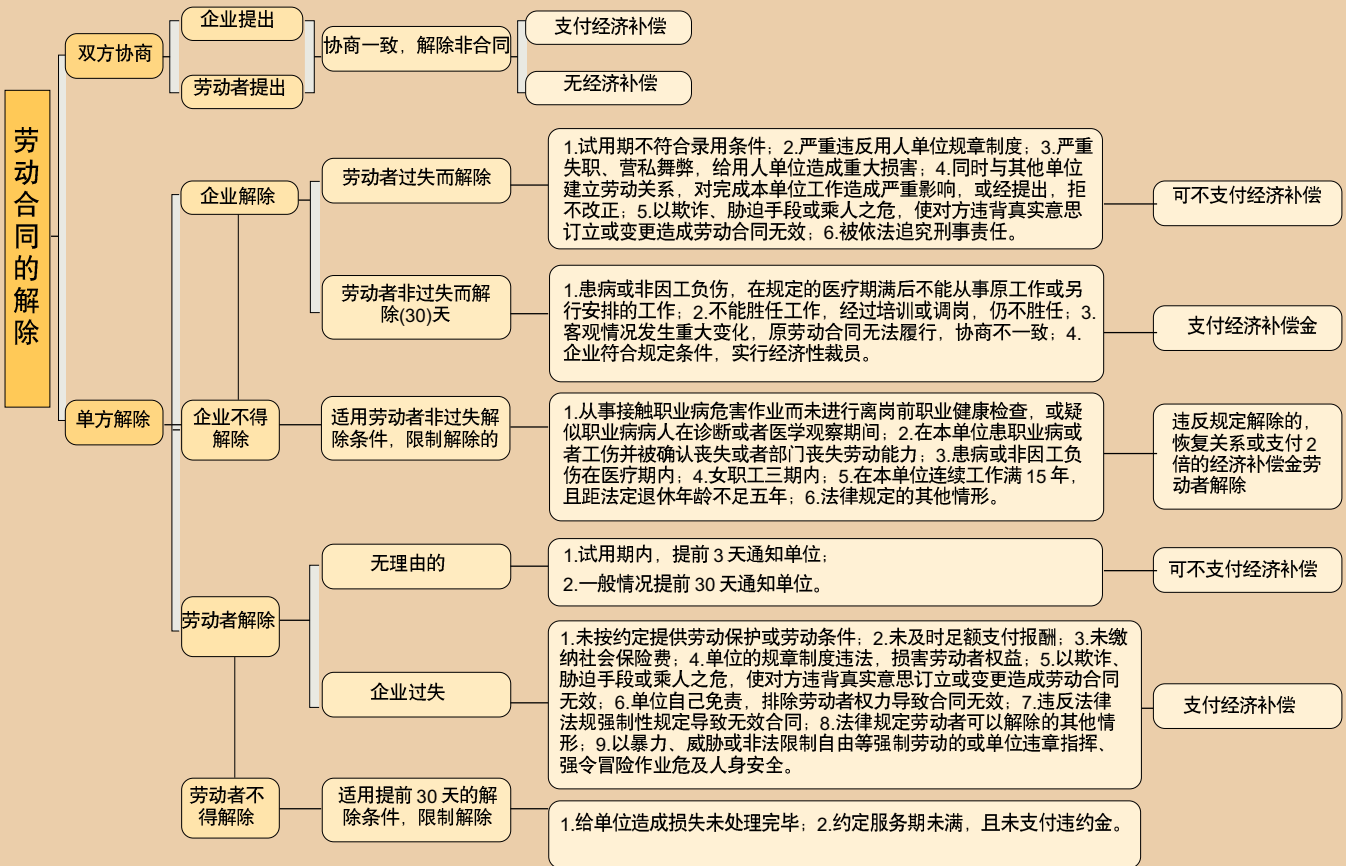 劳动合同的解除
双方协商
企业提出
劳动者提出
协商一致，解除非合同
支付经济补偿
无经济补偿
单方解除
企业解除
劳动者过失而解除
1.试用期不符合录用条件；2.严重违反用人单位规章制度；3.严重
失职、营私舞弊，给用人单位造成重大损害；4.同时与其他单位
建立劳动关系，对完成本单位工作造成严重影响，或经提出，拒
不改正；5.以欺诈、胁迫手段或乘人之危，使对方违背真实意思
订立或变更造成劳动合同无效；6.被依法追究刑事责任。
可不支付经济补偿
劳动者非过失而解
除(30)天
1.患病或非因工负伤，在规定的医疗期满后不能从事原工作或另
行安排的工作；2.不能胜任工作，经过培训或调岗，仍不胜任；3.
客观情况发生重大变化，原劳动合同无法履行，协商不一致；4.
企业符合规定条件，实行经济性裁员。
支付经济补偿金
企业不得
解除
适用劳动者非过失解
除条件，限制解除的
1.从事接触职业病危害作业而未进行离岗前职业健康检查，或疑
似职业病病人在诊断或者医学观察期间；2.在本单位患职业病或
者工伤并被确认丧失或者部门丧失劳动能力；3.患病或非因工负
伤在医疗期内；4.女职工三期内；5.在本单位连续工作满 15 年，
且距法定退休年龄不足五年；6.法律规定的其他情形。
违反规定解除的，
恢复关系或支付 2
倍的经济补偿金劳
动者解除
劳动者解除
无理由的
1.试用期内，提前 3 天通知单位；
2.一般情况提前 30 天通知单位。
可不支付经济补偿
企业过失
1.未按约定提供劳动保护或劳动条件；2.未及时足额支付报酬；3.未缴
纳社会保险费；4.单位的规章制度违法，损害劳动者权益；5.以欺诈、
胁迫手段或乘人之危，使对方违背真实意思订立或变更造成劳动合同
无效；6.单位自己免责，排除劳动者权力导致合同无效；7.违反法律
法规强制性规定导致无效合同；8.法律规定劳动者可以解除的其他情
形；9.以暴力、威胁或非法限制自由等强制劳动的或单位违章指挥、
强令冒险作业危及人身安全。
支付经济补偿
劳动者不
得解除
适用提前 30 天的解
除条件，限制解除
1.给单位造成损失未处理完毕；2.约定服务期未满，且未支付违约金。